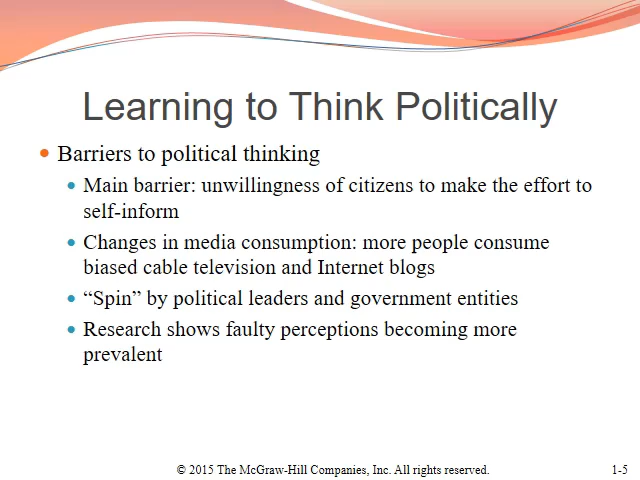 Learning to Think Politically
• Barriers to political thinking
• Main barrier: unwillingness of citizens to make the effort to
self-inform
• Changes in media consumption: more people consume
biased cable television and Internet blogs
• “Spin” by political leaders and government entities
• Research shows faulty perceptions becoming more
prevalent
© 2015 The McGraw-Hill Companies, Inc. All rights reserved.
1-5